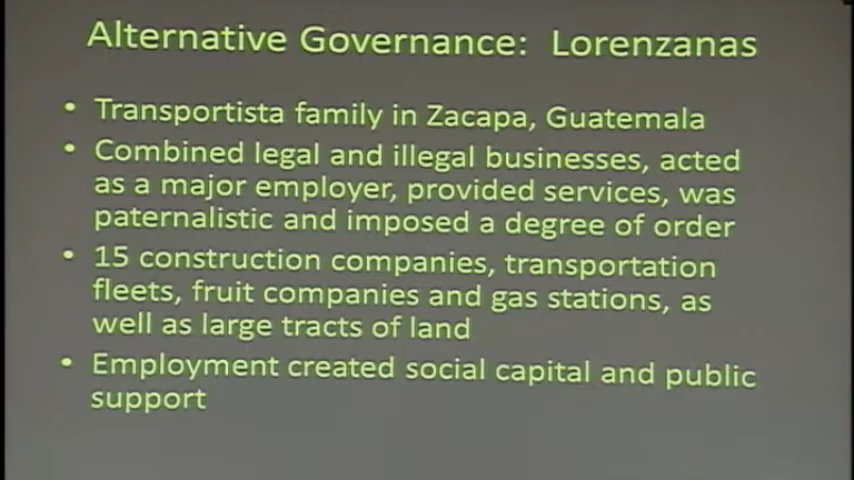 Alternative Governance: Lorenzanas
• Transportista family in Zacapa, Guatemala
• Combined legal and illegal businesses, acted
as a major employer, provided services, was
paternalistic and imposed a degree of order
• 15 construction companies, transportation
fleets, fruit companies and gas stations, as
well as large tracts of land
• Employment created social capital and public
support